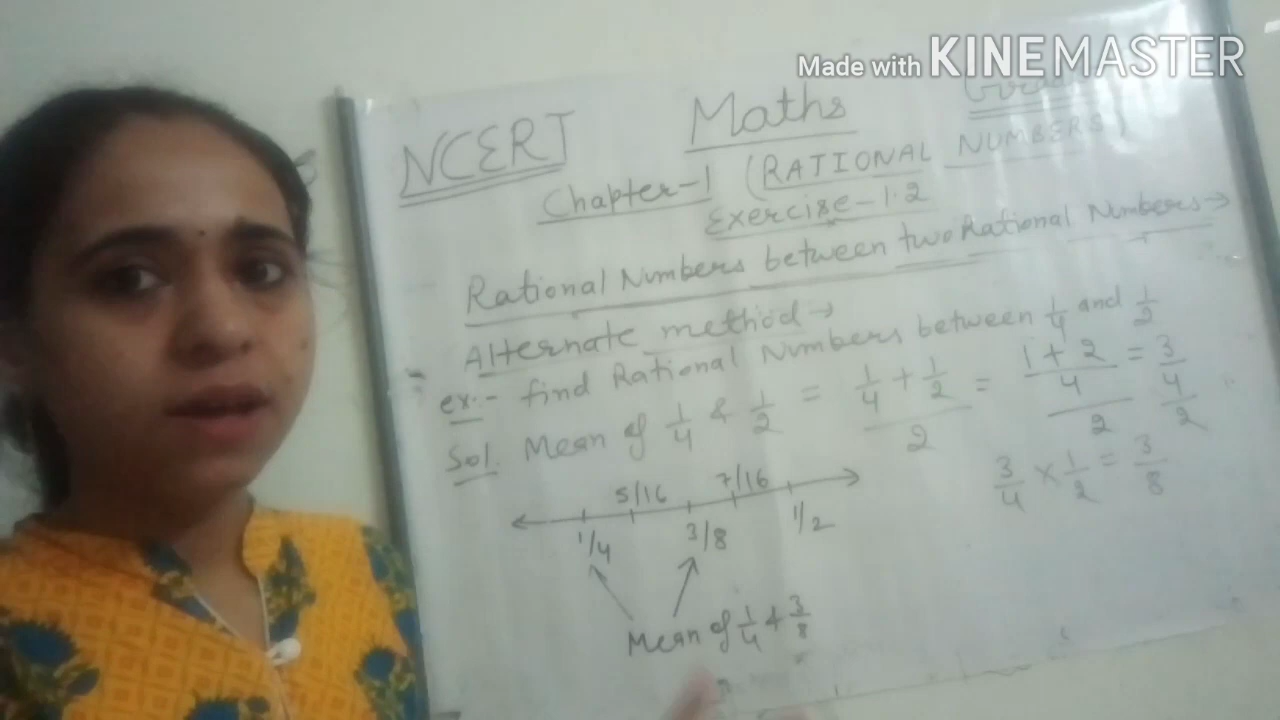 Made with KINEMASTER
NCERT Maths
Chapter-1 (RATIONAL NUMBERS)
Exercise-1.2
Rational Numbers between two Rational Numbers→
Alternate method→
ex:- find Rational Numbers between 1/4 and 1/2
Sol. Mean of 1/4 & 1/2 = (1/4 + 1/2)/2 = ((1+2)/4)/2 = (3/4)/2
3/4 × 1/2 = 3/8
5/16 7/16
1/4 3/8 1/2
Mean of 1/4 & 3/8